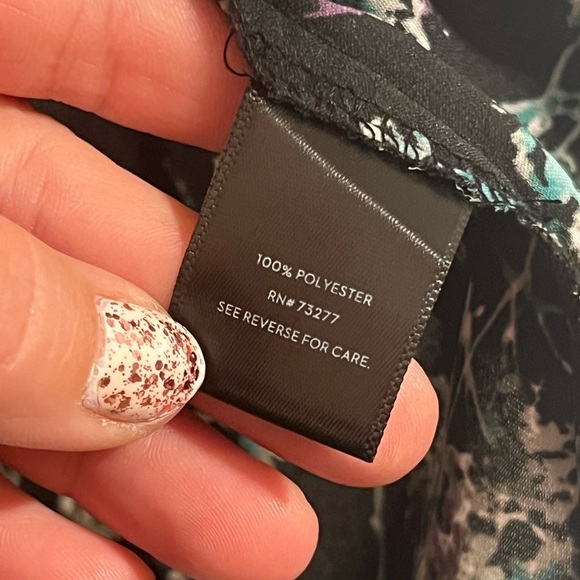 100% POLYESTER
RN# 73277
SEE REVERSE FOR CARE.